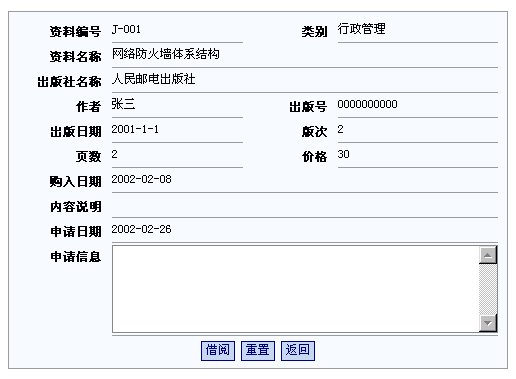 资料编号 J-001 类别 行政管理
资料名称 网络防火墙体系结构
出版社名称 人民邮电出版社
作者 张三 出版号 0000000000
出版日期 2001-1-1 版次 2
页数 2 价格 30
购入日期 2002-02-08
内容说明
申请日期 2002-02-26
申请信息
借阅 重置 返回